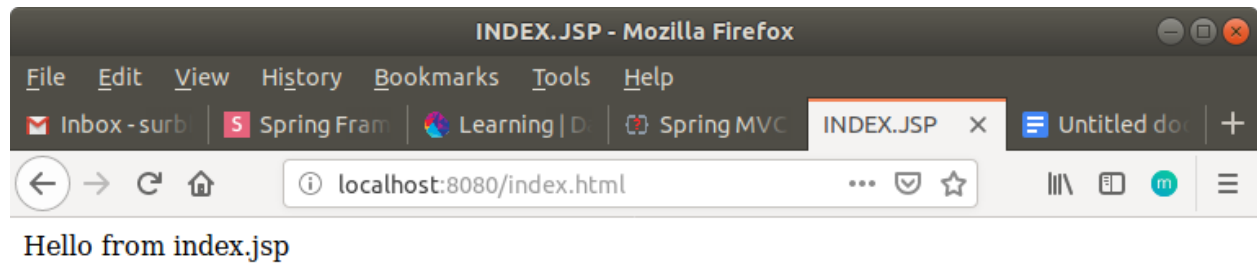 INDEX.JSP - Mozilla Firefox
File Edit View History Bookmarks Tools Help
Inbox - surb S Spring Fram Learning | D Spring MVC INDEX.JSP Untitled doc
localhost:8080/index.html m
Hello from index.jsp